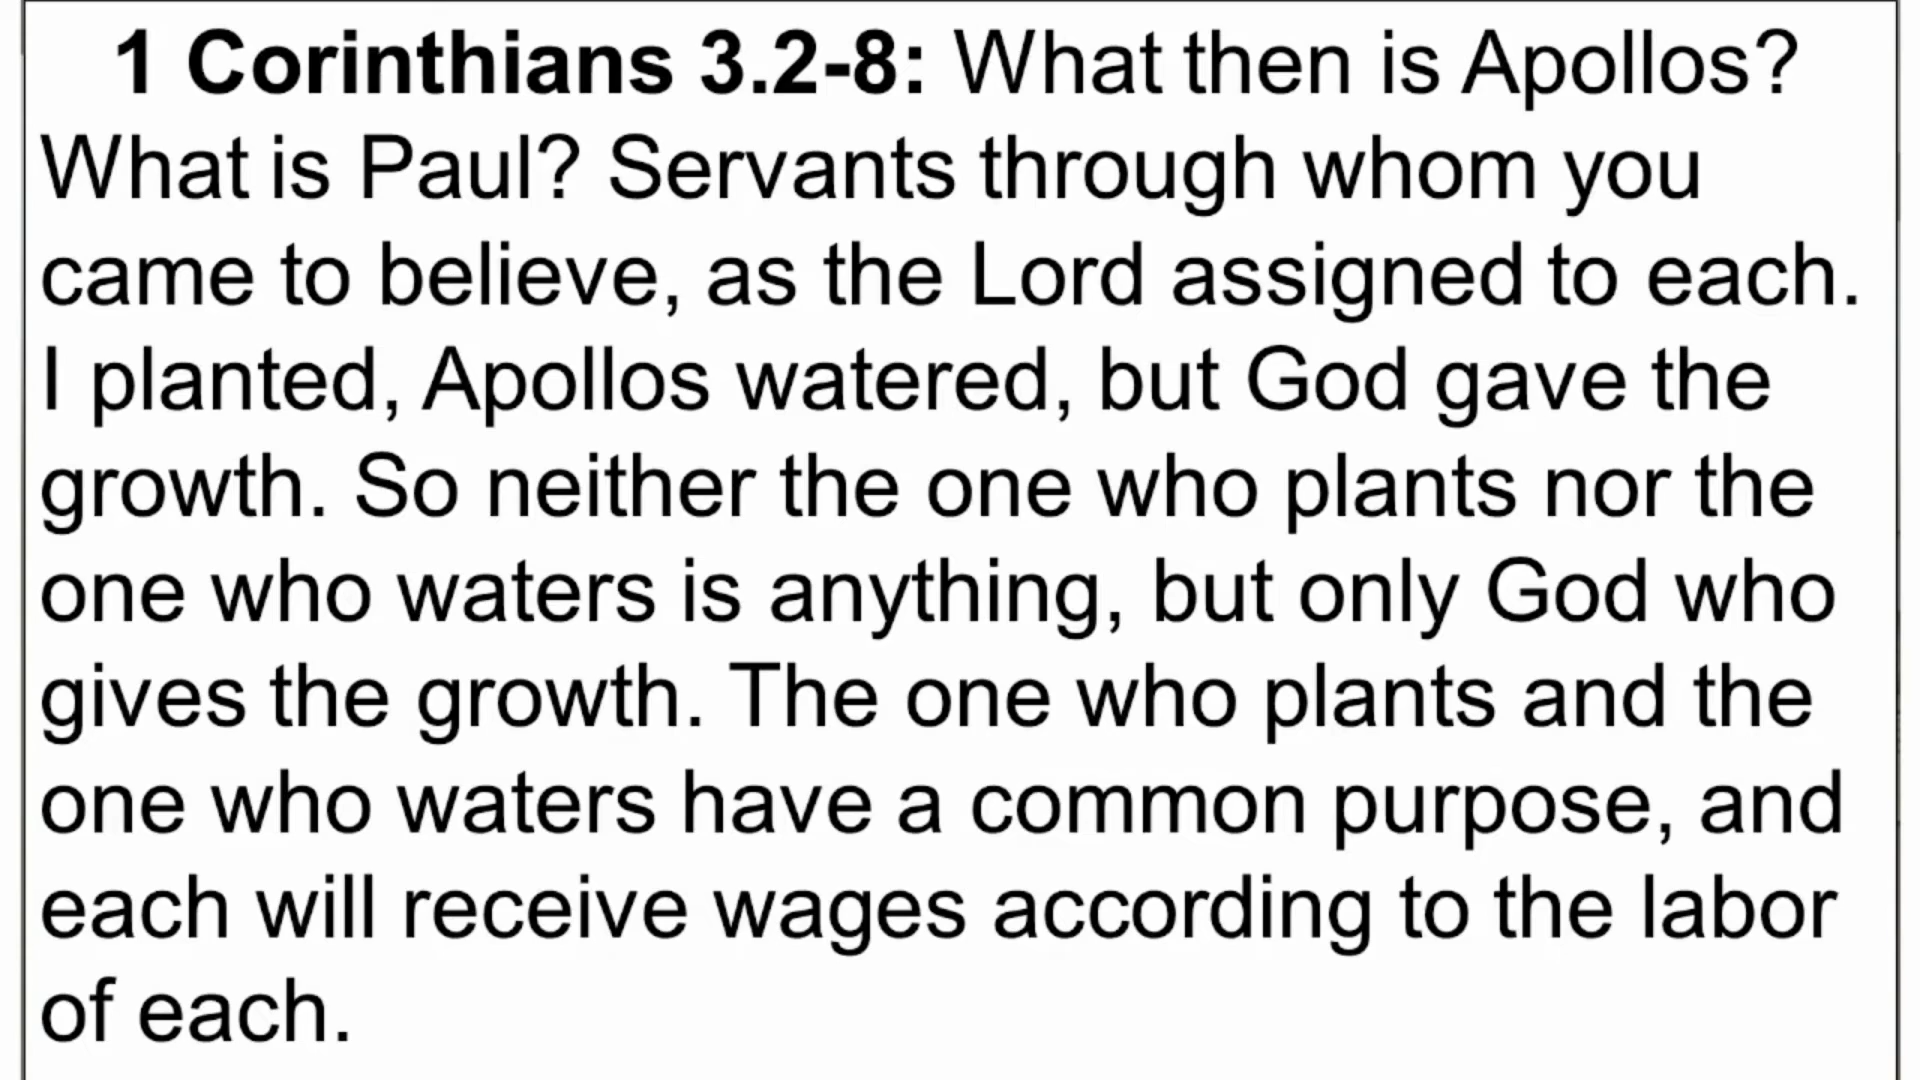 1 Corinthians 3.2-8: What then is Apollos?
What is Paul? Servants through whom you
came to believe, as the Lord assigned to each.
I planted, Apollos watered, but God gave the
growth. So neither the one who plants nor the
one who waters is anything, but only God who
gives the growth. The one who plants and the
one who waters have a common purpose, and
each will receive wages according to the labor
of each.